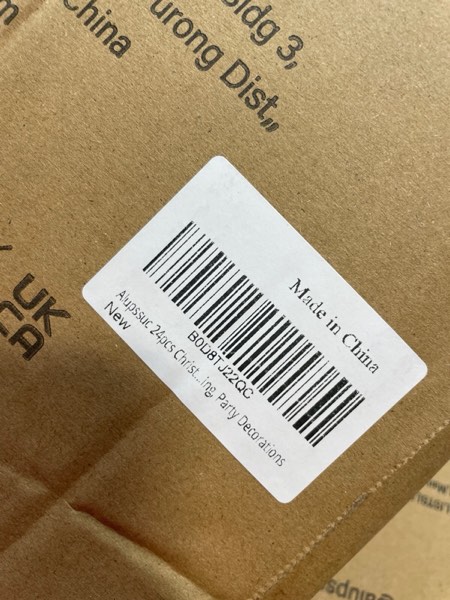 Bldg 3,
urong Dist.,,
China
UK
CA
Made in China
B0D8TJ22QC
Alupssuc 24pcs Christ...ing, Party Decorations
New